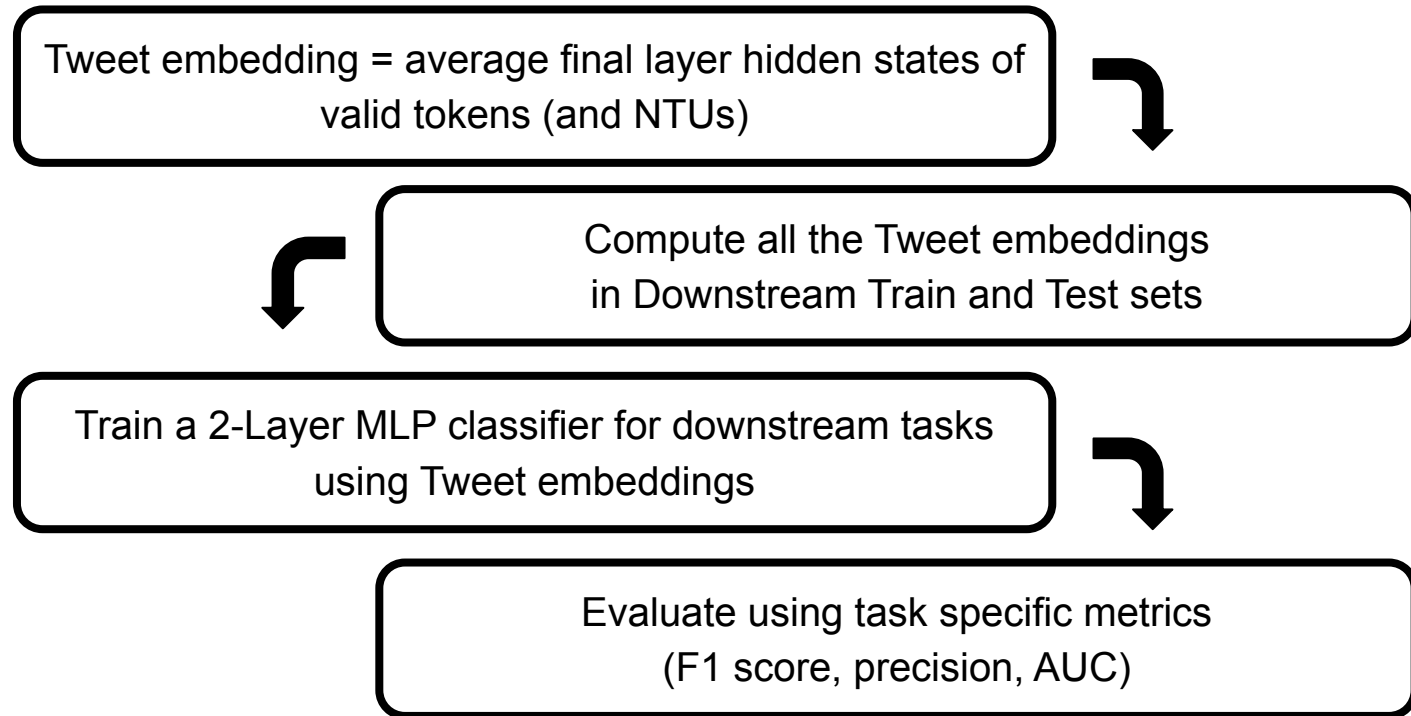 Tweet embedding = average final layer hidden states of
valid tokens (and NTUs)
Compute all the Tweet embeddings
in Downstream Train and Test sets
Train a 2-Layer MLP classifier for downstream tasks
using Tweet embeddings
Evaluate using task specific metrics
(F1 score, precision, AUC)